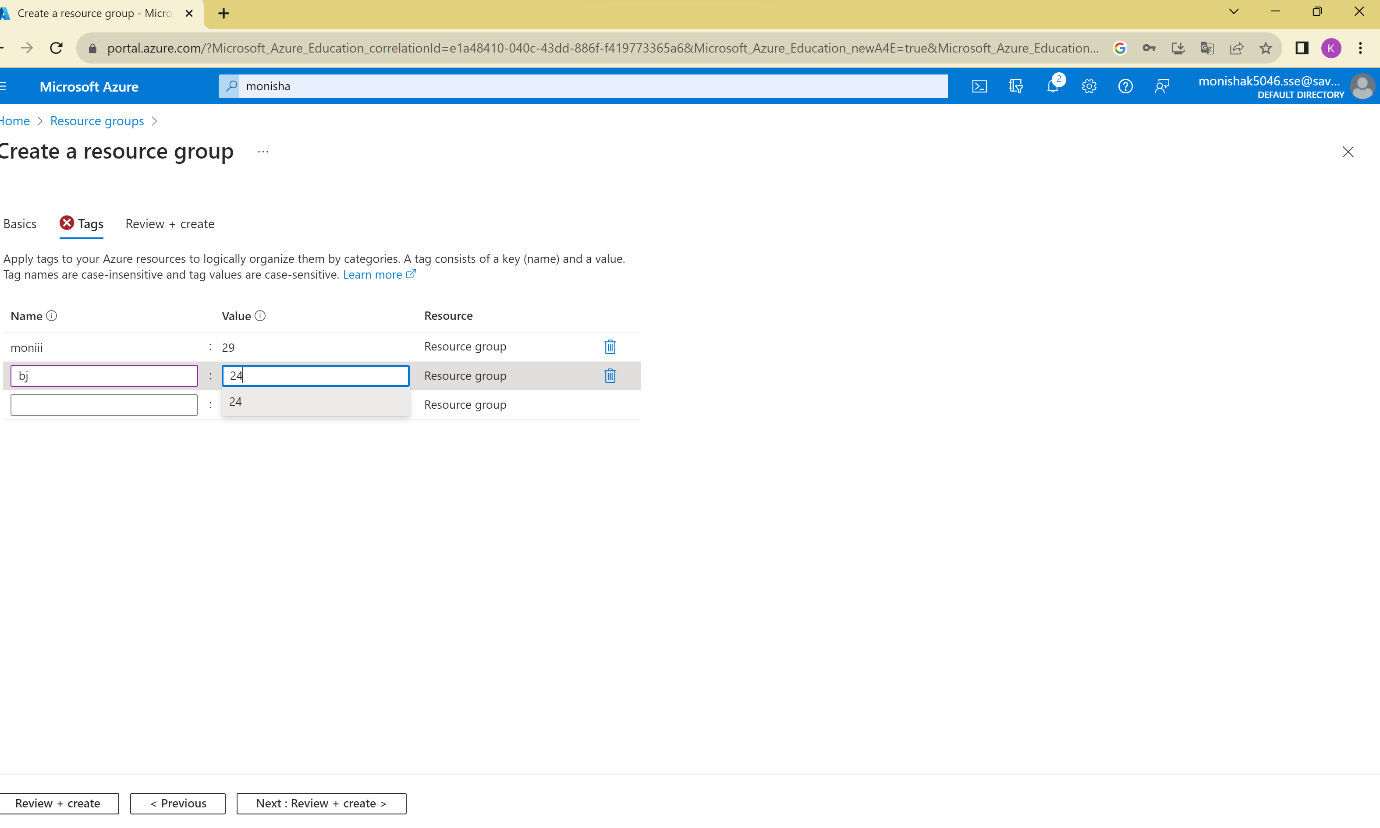 Create a resource group - Micro
portal.azure.com/?Microsoft_Azure_Education_correlationId=e1a48410-040c-43dd-886f-f419773365a6&Microsoft_Azure_Education_newA4E=true&Microsoft_Azure_Education...
K
Microsoft Azure
monisha
2
monishak5046.sse@sav...
DEFAULT DIRECTORY
Home > Resource groups >
Create a resource group ...
Basics Tags Review + create
Apply tags to your Azure resources to logically organize them by categories. A tag consists of a key (name) and a value.
Tag names are case-insensitive and tag values are case-sensitive. Learn more
Name Value Resource
moniii : 29 Resource group
bj : 24 Resource group
24
: Resource group
Review + create < Previous Next : Review + create >